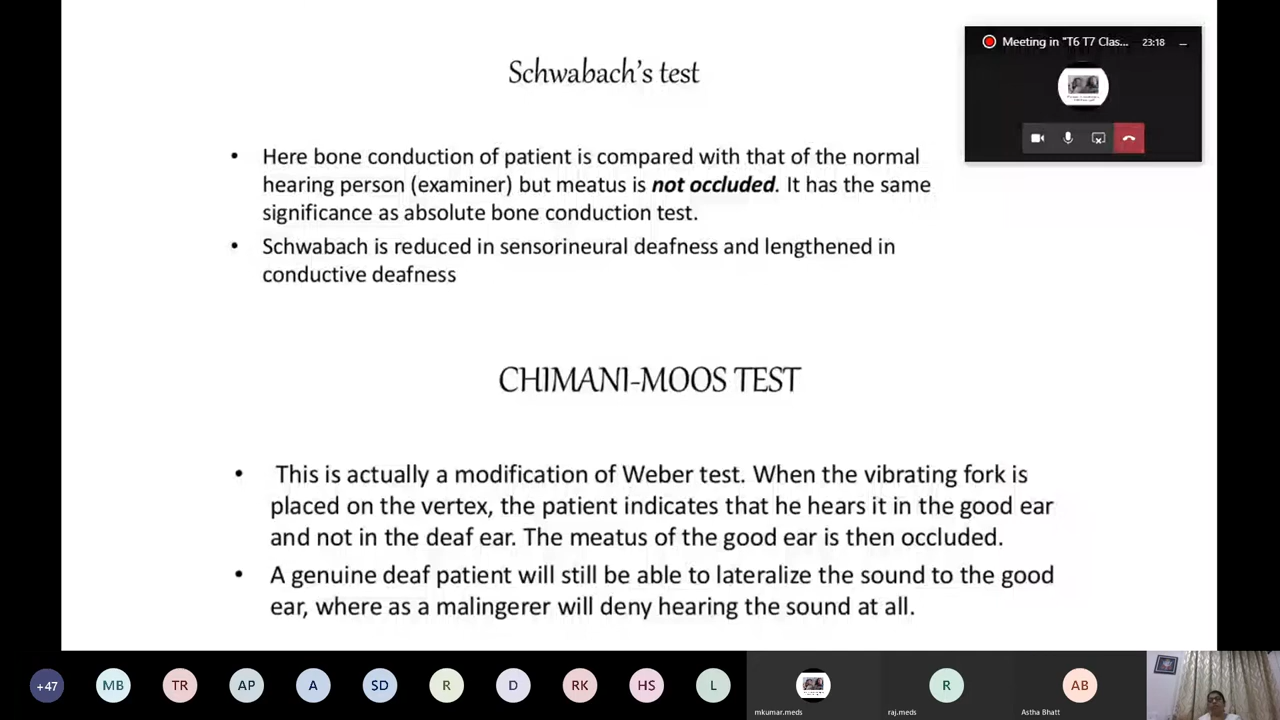 Schwabach's test
Meeting in "T6 T7 Clas...
23:18
• Here bone conduction of patient is compared with that of the normal
hearing person (examiner) but meatus is not occluded. It has the same
significance as absolute bone conduction test.
• Schwabach is reduced in sensorineural deafness and lengthened in
conductive deafness
CHIMANI-MOOS TEST
• This is actually a modification of Weber test. When the vibrating fork is
placed on the vertex, the patient indicates that he hears it in the good ear
and not in the deaf ear. The meatus of the good ear is then occluded.
• A genuine deaf patient will still be able to lateralize the sound to the good
ear, where as a malingerer will deny hearing the sound at all.
+47
MB
TR
AP
A
SD
R
D
RK
HS
L
R
AB
mkumar.meds
raj.meds
Astha Bhatt